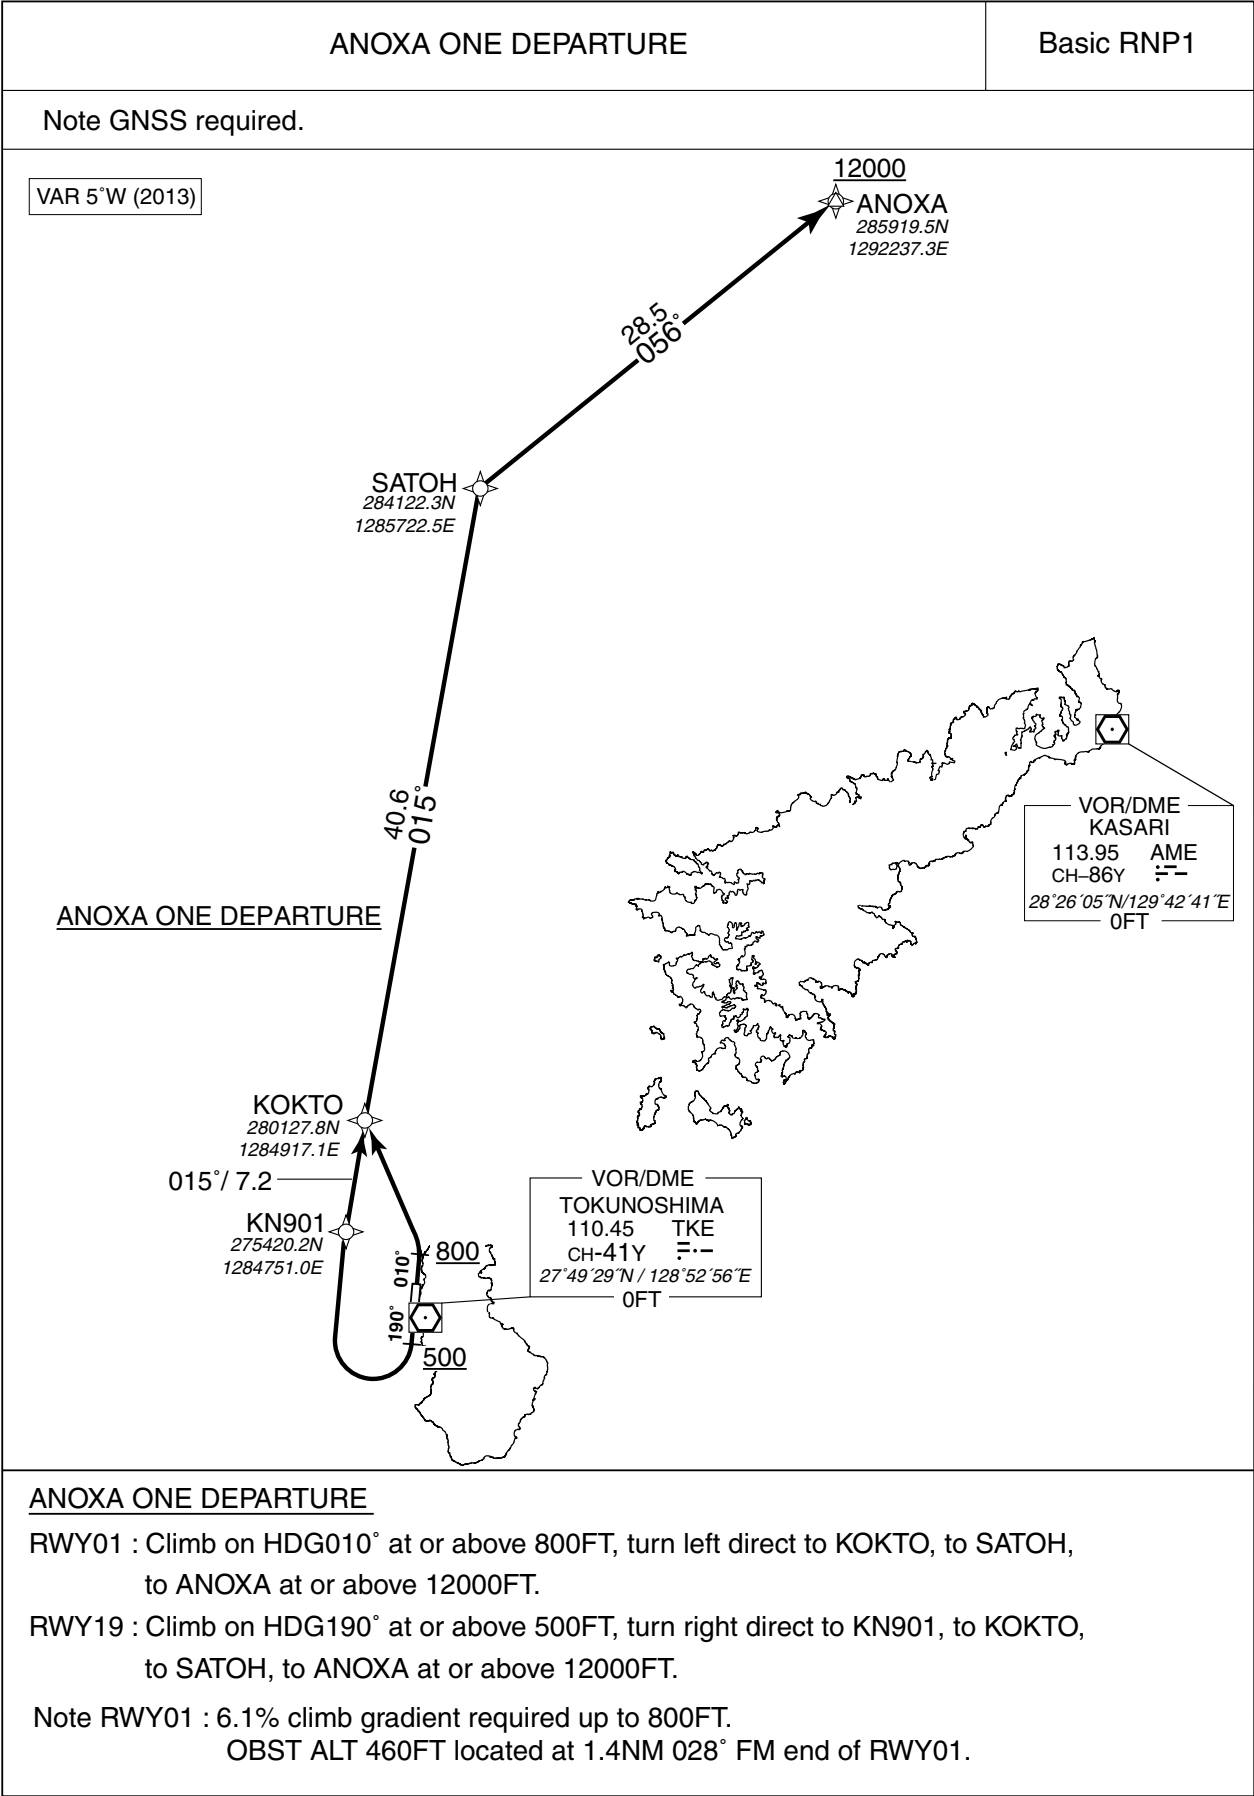 ANOXA ONE DEPARTURE
Basic RNP1
Note GNSS required.
VAR 5˚W (2013)
12000
ANOXA
285919.5N
1292237.3E
28.5
056˚
SATOH
284122.3N
1285722.5E
40.6
015˚
VOR/DME
KASARI
113.95 AME
CH–86Y
28˚26´05˝N/129˚42´41˝E
0FT
ANOXA ONE DEPARTURE
KOKTO
280127.8N
1284917.1E
015˚/ 7.2
KN901
275420.2N
1284751.0E
VOR/DME
TOKUNOSHIMA
110.45 TKE
CH-41Y
27˚49´29˝N / 128˚52´56˝E
0FT
800
010˚
190˚
500
ANOXA ONE DEPARTURE
RWY01 : Climb on HDG010˚ at or above 800FT, turn left direct to KOKTO, to SATOH,
to ANOXA at or above 12000FT.
RWY19 : Climb on HDG190˚ at or above 500FT, turn right direct to KN901, to KOKTO,
to SATOH, to ANOXA at or above 12000FT.
Note RWY01 : 6.1% climb gradient required up to 800FT.
OBST ALT 460FT located at 1.4NM 028˚ FM end of RWY01.